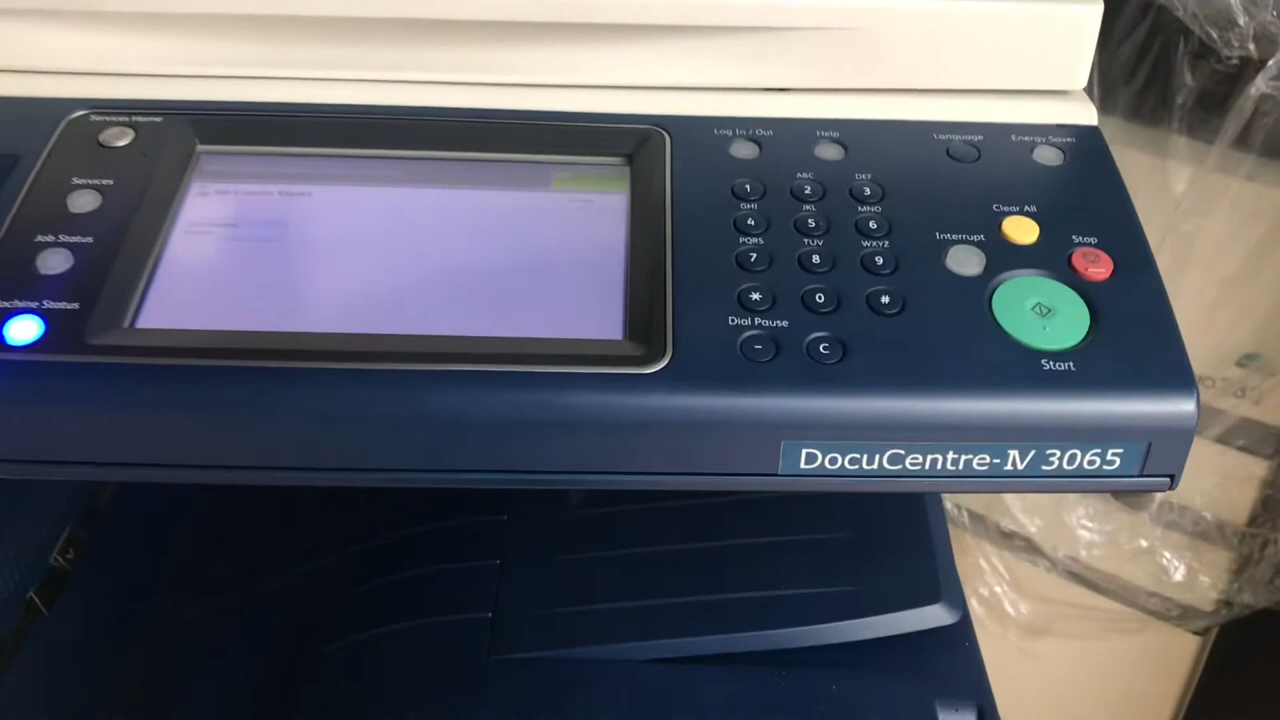 Services Home
Services
Job Status
Machine Status
Log In / Out
Help
Language
Energy Saver
1
ABC
2
DEF
3
GHI
4
JKL
5
MNO
6
PQRS
7
TUV
8
WXYZ
9
*
0
#
Dial Pause
-
C
Clear All
Interrupt
Stop
Start
DocuCentre-IV 3065